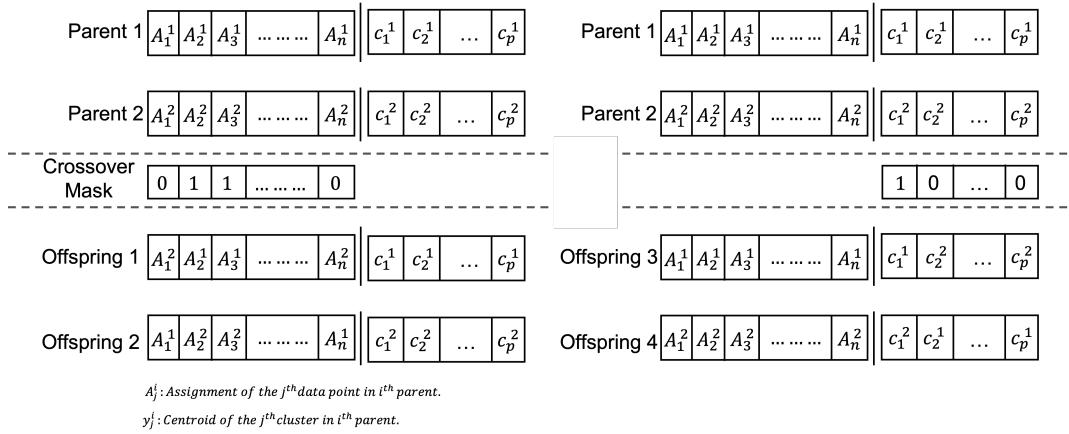 Parent 1 A₁¹ A₂¹ A₃¹ ……… Aₙ¹ c₁¹ c₂¹ … cₚ¹
Parent 1 A₁¹ A₂¹ A₃¹ ……… Aₙ¹ c₁¹ c₂¹ … cₚ¹
Parent 2 A₁² A₂² A₃² ……… Aₙ² c₁² c₂² … cₚ²
Parent 2 A₁² A₂² A₃² ……… Aₙ² c₁² c₂² … cₚ²
Crossover
Mask
0 1 1 ……… 0
1 0 … 0
Offspring 1 A₁² A₂¹ A₃¹ ……… Aₙ² c₁¹ c₂¹ … cₚ¹
Offspring 3 A₁¹ A₂¹ A₃¹ ……… Aₙ¹ c₁¹ c₂² … cₚ²
Offspring 2 A₁¹ A₂² A₃² ……… Aₙ¹ c₁² c₂² … cₚ²
Offspring 4 A₁² A₂² A₃² ……… Aₙ² c₁² c₂¹ … cₚ¹
Aⱼⁱ: Assignment of the jᵗʰ data point in iᵗʰ parent.
yⱼⁱ: Centroid of the jᵗʰ cluster in iᵗʰ parent.